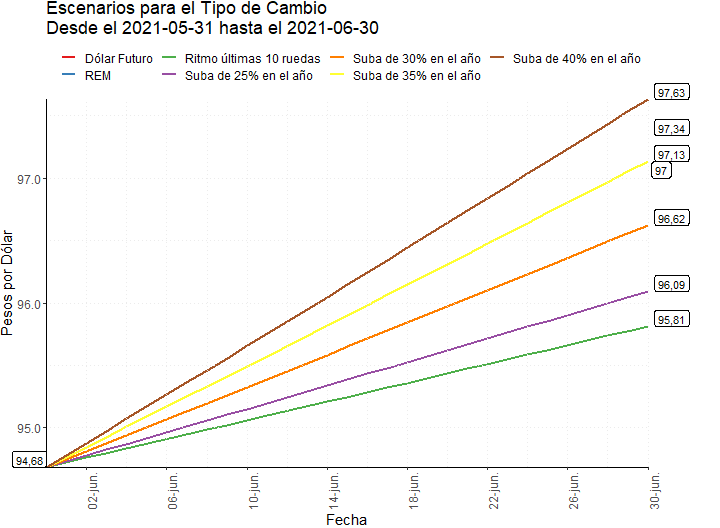 Escenarios para el Tipo de Cambio
Desde el 2021-05-31 hasta el 2021-06-30
Dólar Futuro
Ritmo últimas 10 ruedas
Suba de 30% en el año
Suba de 40% en el año
REM
Suba de 25% en el año
Suba de 35% en el año
97,63
97,34
97,13
97
96,62
96,09
95,81
94,68
97.0
96.0
95.0
Pesos por Dólar
02-jun.
06-jun.
10-jun.
14-jun.
18-jun.
22-jun.
26-jun.
30-jun.
Fecha